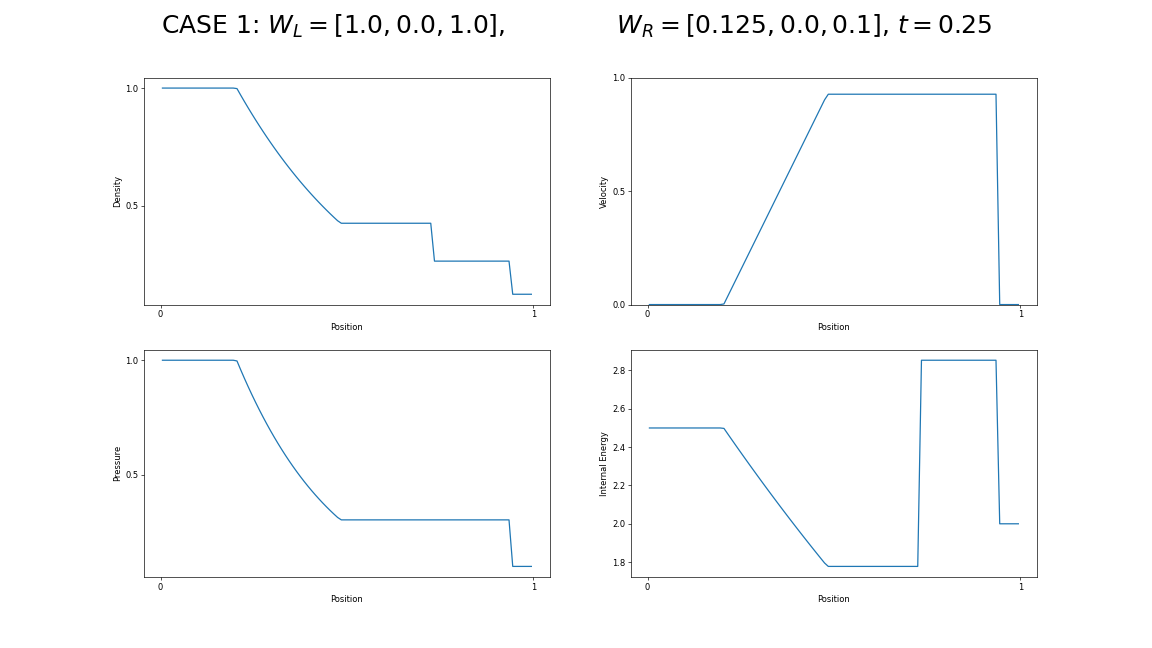 CASE 1: W_L = [1.0, 0.0, 1.0], W_R = [0.125, 0.0, 0.1], t = 0.25
1.0
0.5
Density
0 1
Position
1.0
0.5
0.0
Velocity
0 1
Position
1.0
0.5
Pressure
0 1
Position
2.8
2.6
2.4
2.2
2.0
1.8
Internal Energy
0 1
Position